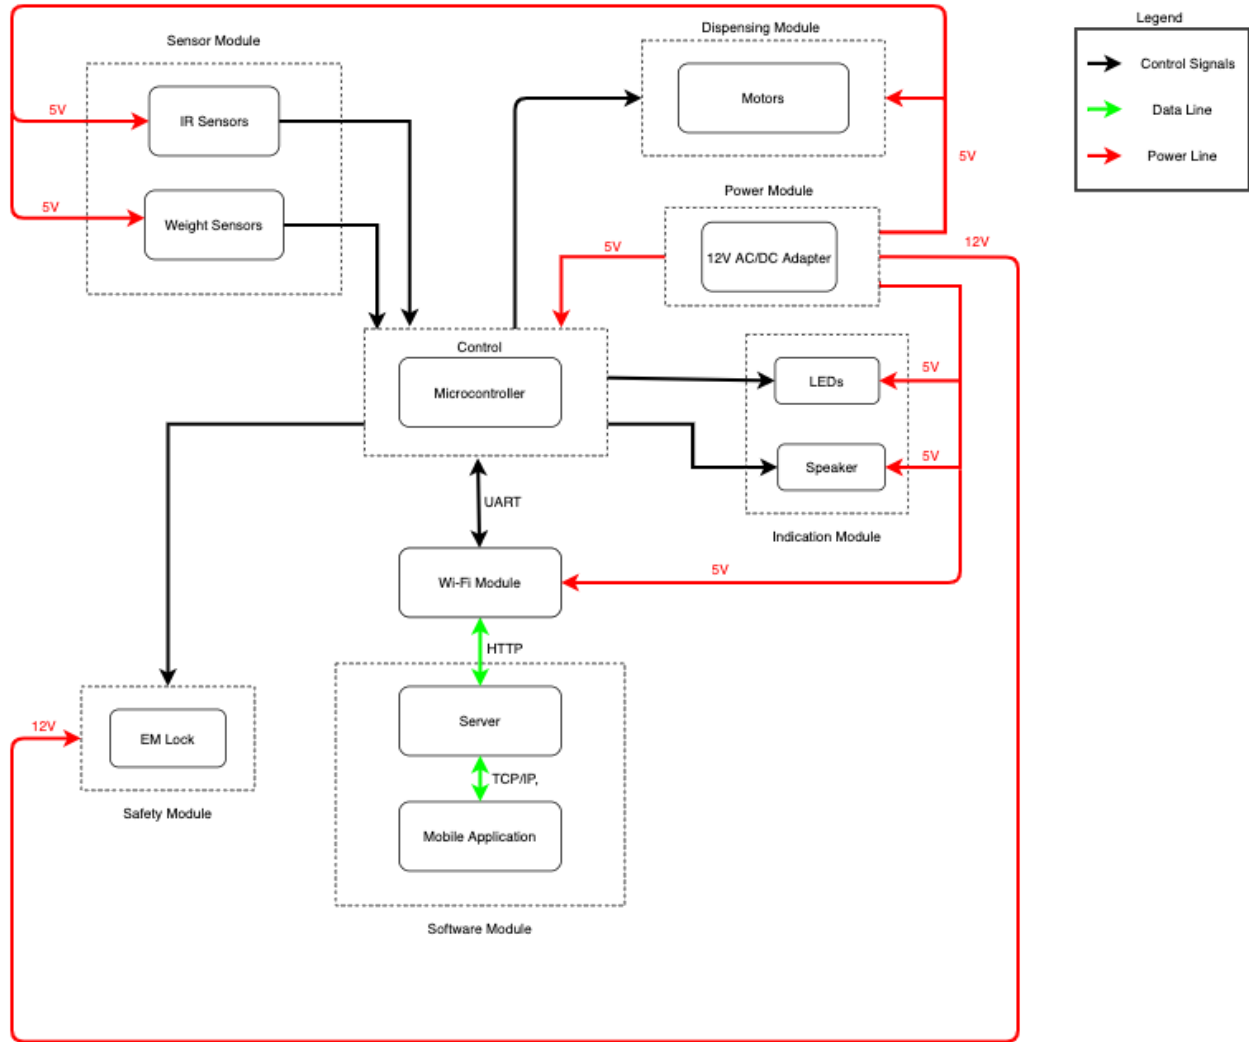 Legend
Control Signals
Data Line
Power Line
Sensor Module
5V
IR Sensors
5V
Weight Sensors
Dispensing Module
Motors
5V
Power Module
12V AC/DC Adapter
5V
12V
Control
Microcontroller
LEDs
5V
Speaker
5V
Indication Module
UART
Wi-Fi Module
5V
HTTP
Server
TCP/IP,
Mobile Application
Software Module
12V
EM Lock
Safety Module